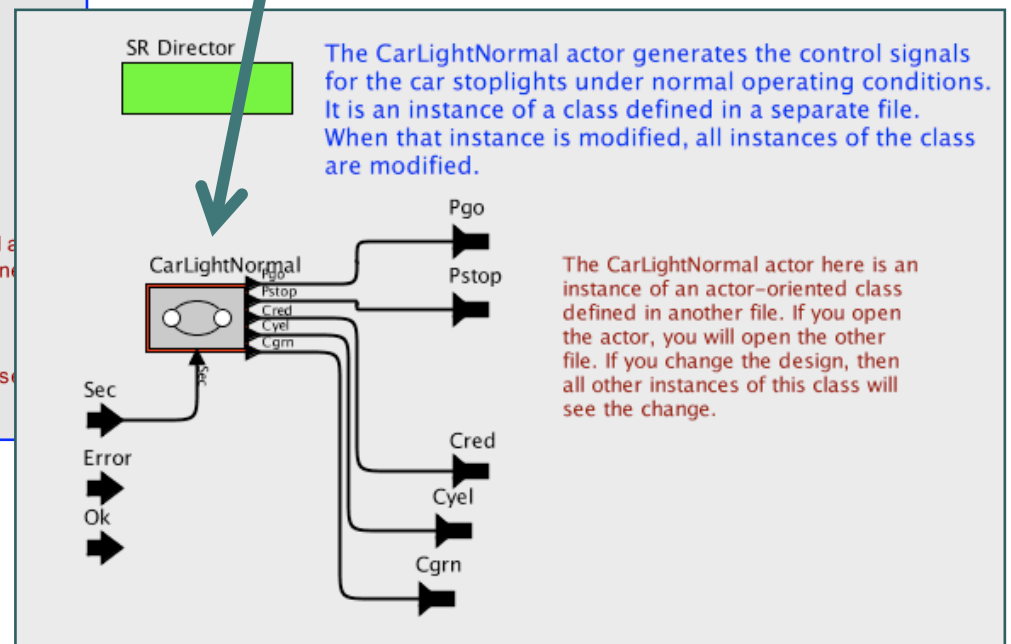 SR Director
The CarLightNormal actor generates the control signals
for the car stoplights under normal operating conditions.
It is an instance of a class defined in a separate file.
When that instance is modified, all instances of the class
are modified.
Pgo
CarLightNormal
Pgo
Pstop
Cred
Cyel
Cgrn
Sec
Pstop
The CarLightNormal actor here is an
instance of an actor-oriented class
defined in another file. If you open
the actor, you will open the other
file. If you change the design, then
all other instances of this class will
see the change.
Sec
Error
Ok
Cred
Cyel
Cgrn